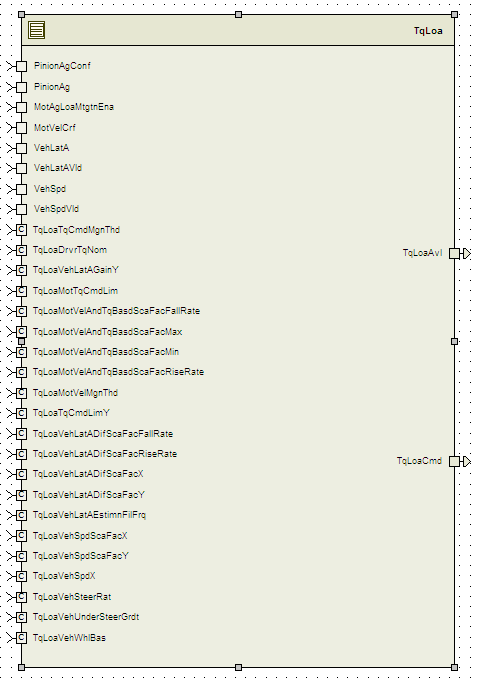 TqLoa
PinionAgConf
PinionAg
MotAgLoaMtgtnEna
MotVelCrf
VehLatA
VehLatAVld
VehSpd
VehSpdVld
C TqLoaTqCmdMgnThd
C TqLoaDrvrTqNom
TqLoaAvl
C TqLoaVehLatAGainY
C TqLoaMotTqCmdLim
C TqLoaMotVelAndTqBasdScaFacFallRate
C TqLoaMotVelAndTqBasdScaFacMax
C TqLoaMotVelAndTqBasdScaFacMin
C TqLoaMotVelAndTqBasdScaFacRiseRate
C TqLoaMotVelMgnThd
C TqLoaTqCmdLimY
C TqLoaVehLatADifScaFacFallRate
C TqLoaVehLatADifScaFacRiseRate
TqLoaCmd
C TqLoaVehLatADifScaFacX
C TqLoaVehLatADifScaFacY
C TqLoaVehLatAEstimnFilFrq
C TqLoaVehSpdScaFacX
C TqLoaVehSpdScaFacY
C TqLoaVehSpdX
C TqLoaVehSteerRat
C TqLoaVehUnderSteerGrdt
C TqLoaVehWhlBas